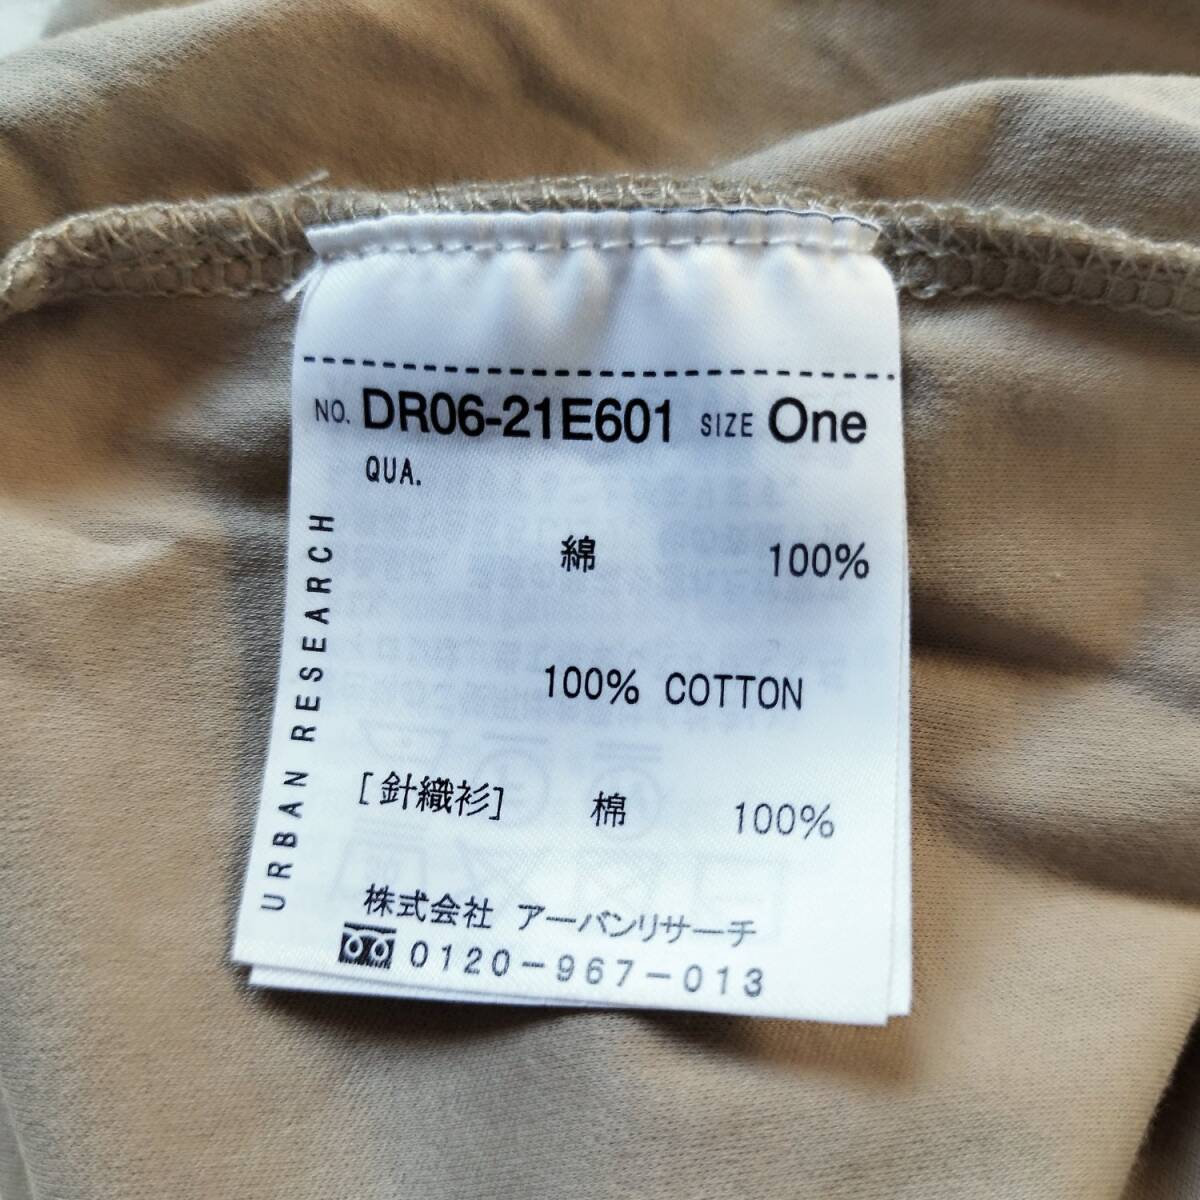 NO. DR06-21E601 SIZE One
QUA.
綿 100%
100% COTTON
[針織衫] 棉 100%
株式会社 アーバンリサーチ
0120-967-013
URBAN RESEARCH